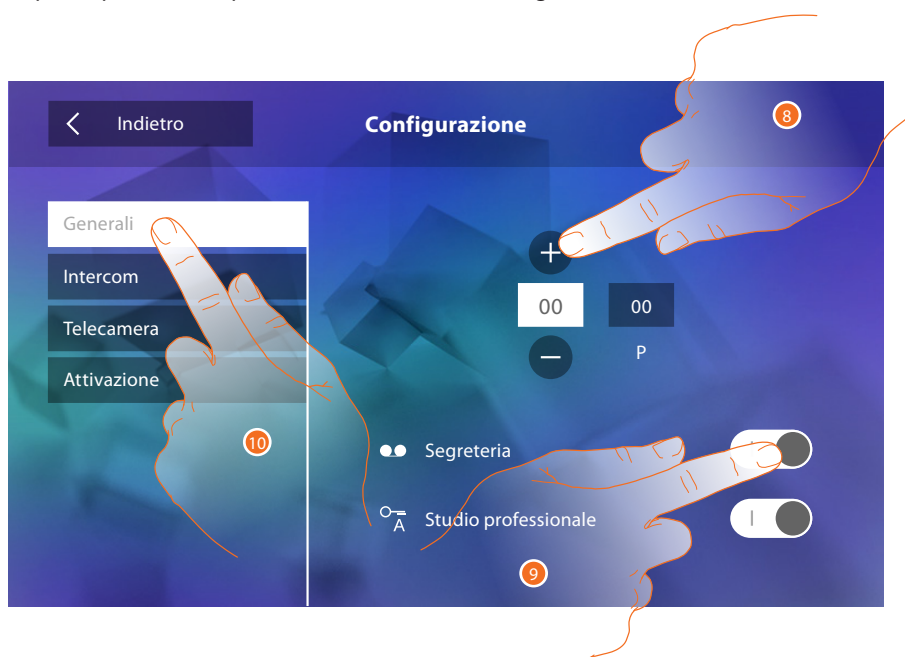 Indietro
Configurazione
8
Generali
Intercom
Telecamera
Attivazione
+
00 00
–
P
10
Segreteria
A Studio professionale
9